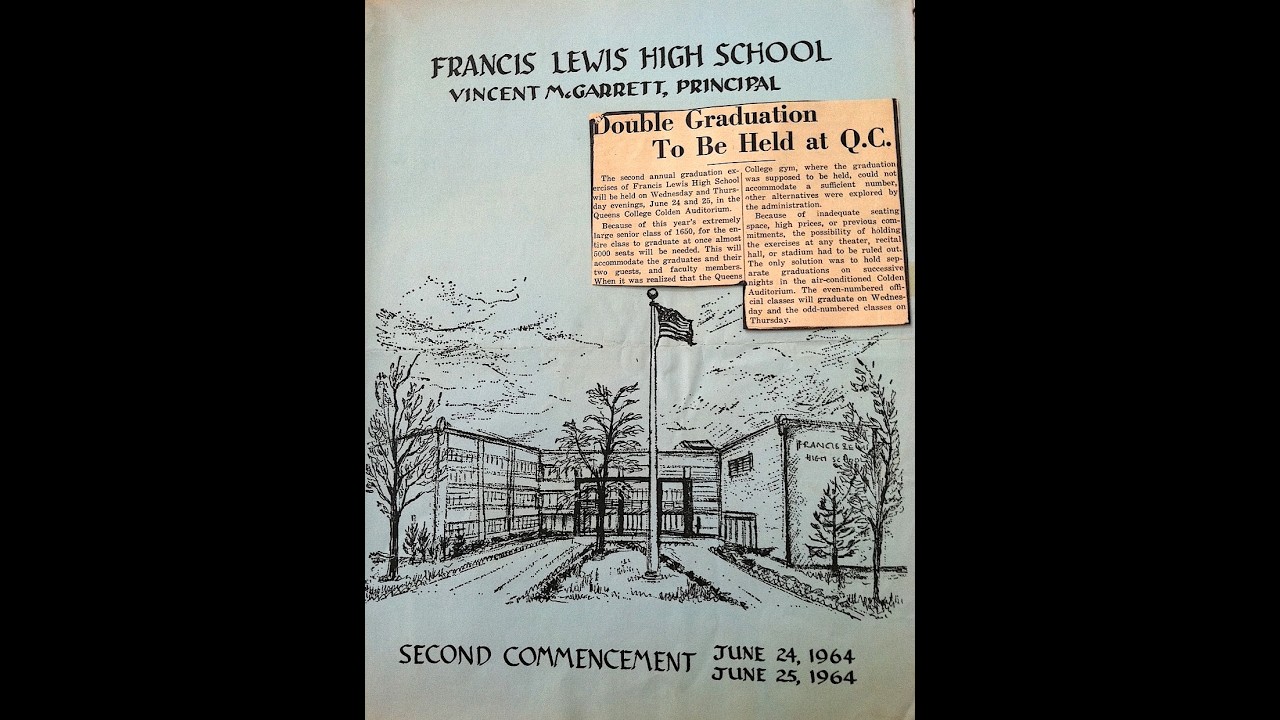 FRANCIS LEWIS HIGH SCHOOL
VINCENT McGARRETT, PRINCIPAL
Double Graduation
To Be Held at Q.C.
The second annual graduation ex-
ercises of Francis Lewis High School
will be held on Wednesday and Thurs-
day evenings, June 24 and 25, in the
Queens College Colden Auditorium.
Because of this year's extremely
large senior class of 1650, for the en-
tire class to graduate at once almost
5000 seats will be needed. This will
accommodate the graduates and their
two guests, and faculty members.
When it was realized that the Queens
College gym, where the graduation
was supposed to be held, could not
accommodate a sufficient number,
other alternatives were explored by
the administration.
Because of inadequate seating
space, high prices, or previous com-
mitments, the possibility of holding
the exercises at any theater, recital
hall, or stadium had to be ruled out.
The only solution was to hold sep-
arate graduations on successive
nights in the air-conditioned Colden
Auditorium. The even-numbered offi-
cial classes will graduate on Wednes-
day and the odd-numbered classes on
Thursday.
FRANCIS LEWIS
HIGH SCHOOL
SECOND COMMENCEMENT JUNE 24, 1964
JUNE 25, 1964